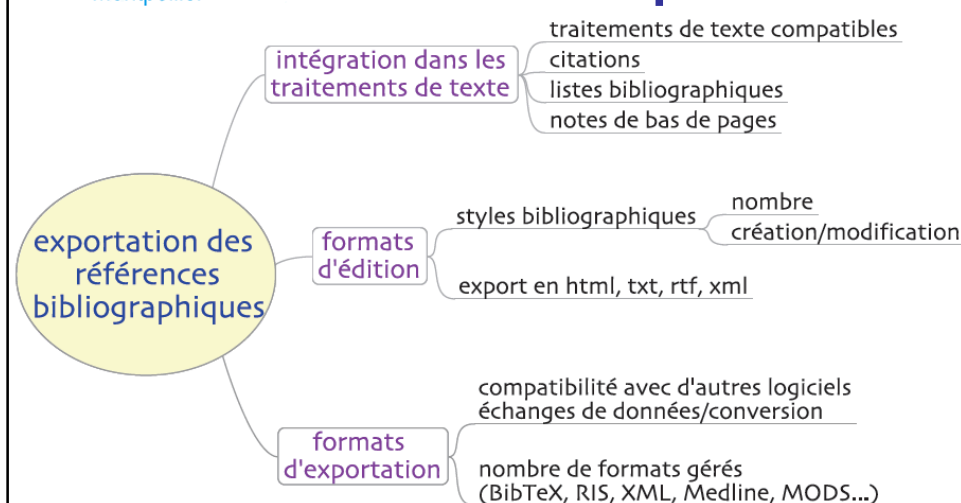 traitements de texte compatibles
intégration dans les
traitements de texte
citations
listes bibliographiques
notes de bas de pages
exportation des
références
bibliographiques
formats
d'édition
styles bibliographiques
nombre
création/modification
export en html, txt, rtf, xml
formats
d'exportation
compatibilité avec d'autres logiciels
échanges de données/conversion
nombre de formats gérés
(BibTeX, RIS, XML, Medline, MODS...)